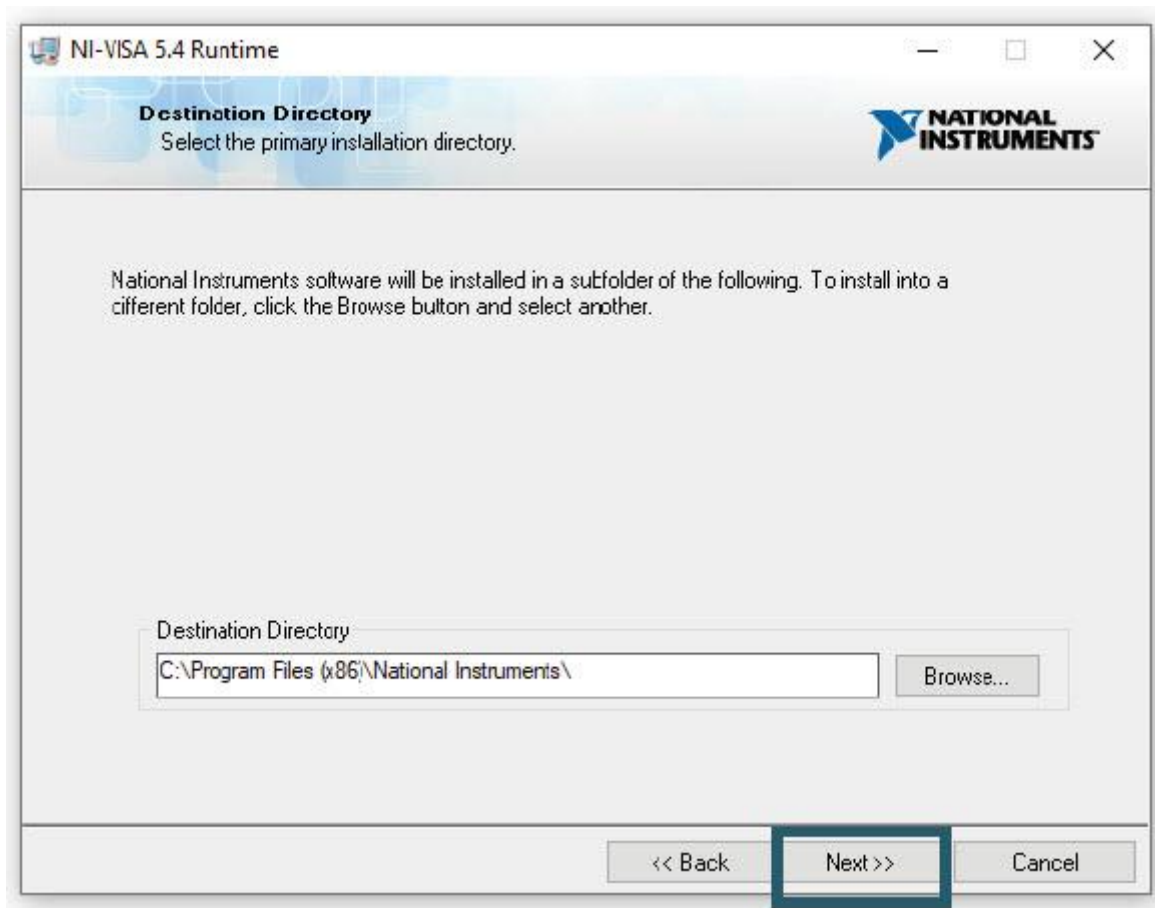 NI-VISA 5.4 Runtime
Destination Directory
Select the primary installation directory.
NATIONAL
INSTRUMENTS
National Instruments software will be installed in a subfolder of the following. To install into a
different folder, click the Browse button and select another.
Destination Directory
C:\Program Files (x86)\National Instruments\
Browse...
<< Back
Next >>
Cancel